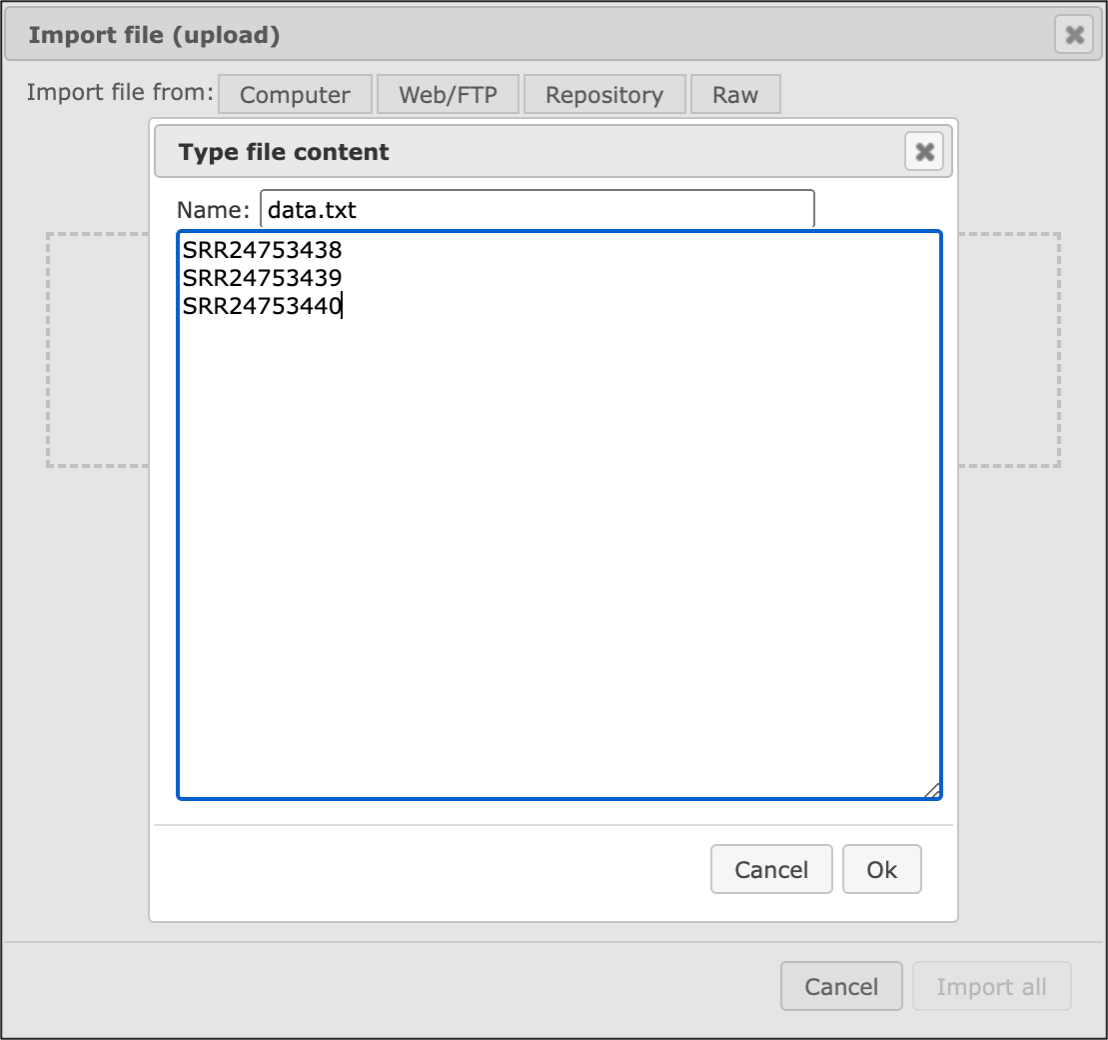 Import file (upload)
Import file from: Computer Web/FTP Repository Raw
Type file content
Name: data.txt
SRR24753438
SRR24753439
SRR24753440
Cancel Ok
Cancel Import all